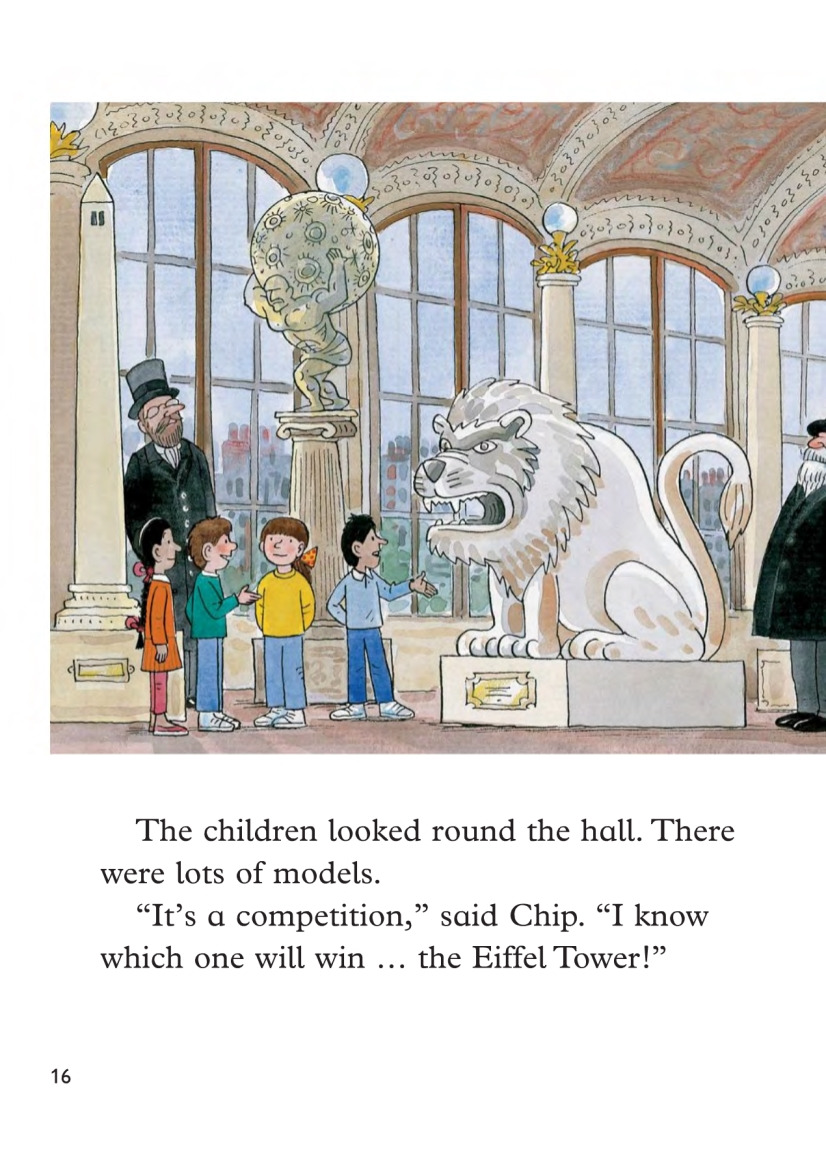 The children looked round the hall. There
were lots of models.
“It’s a competition,” said Chip. “I know
which one will win … the Eiffel Tower!”
16